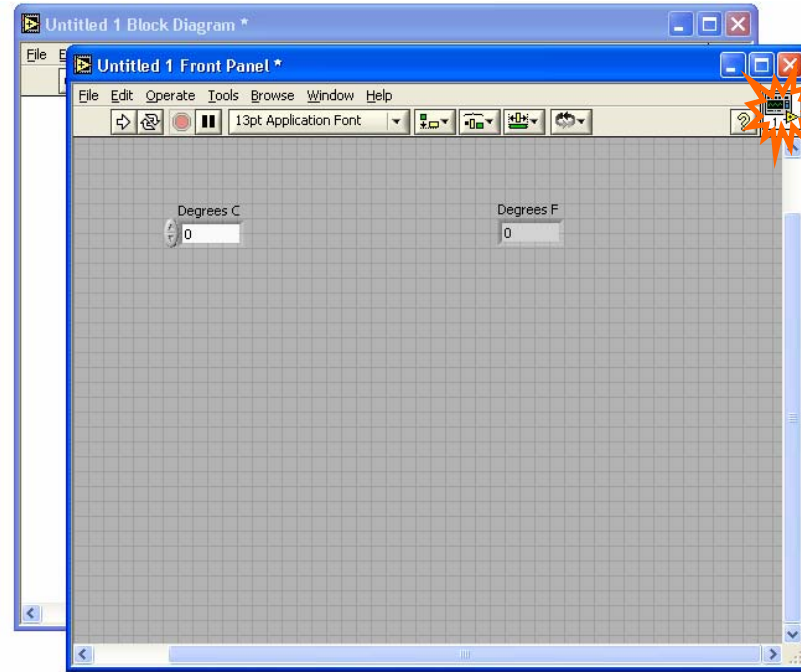 Untitled 1 Block Diagram *
File E
Untitled 1 Front Panel *
File Edit Operate Tools Browse Window Help
13pt Application Font
?
1
Degrees C
0
Degrees F
0